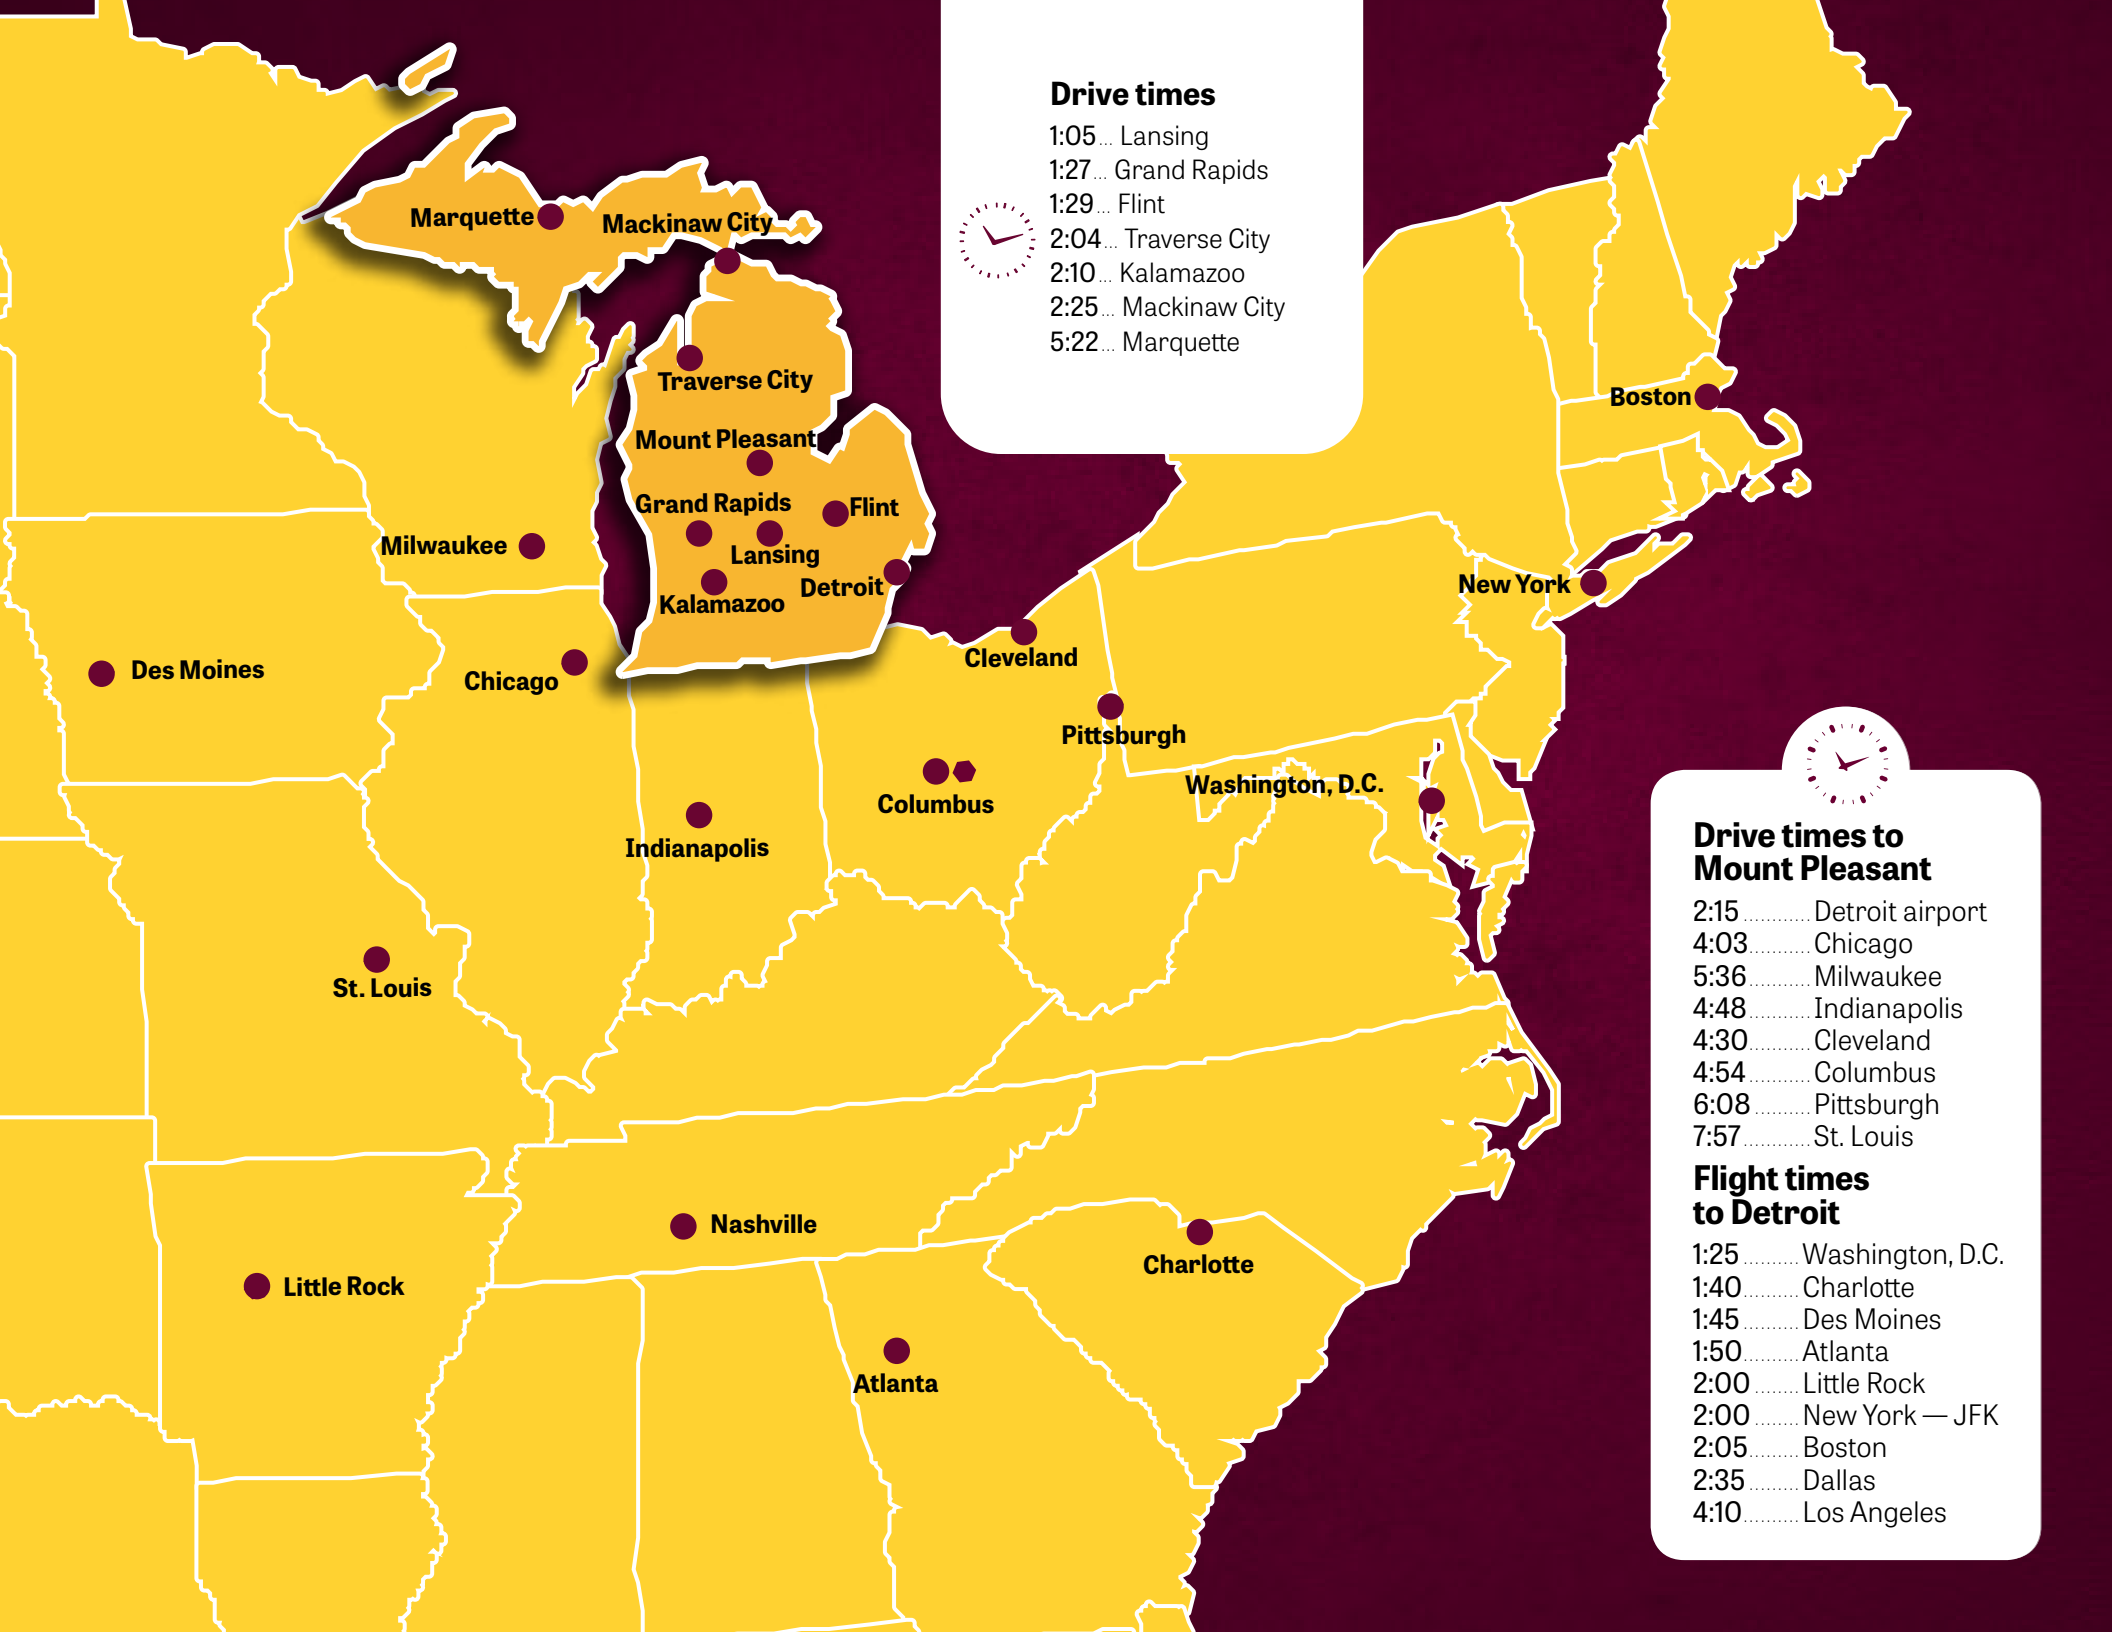 Drive times
1:05... Lansing
1:27... Grand Rapids
1:29... Flint
2:04... Traverse City
2:10... Kalamazoo
2:25... Mackinaw City
5:22... Marquette
Marquette
Mackinaw City
Traverse City
Boston
Mount Pleasant
Grand Rapids
Flint
Milwaukee
Lansing
Detroit
New York
Kalamazoo
Cleveland
Des Moines
Chicago
Pittsburgh
Washington, D.C.
Columbus
Indianapolis
St. Louis
Nashville
Charlotte
Little Rock
Atlanta
Drive times to
Mount Pleasant
2:15............Detroit airport
4:03...........Chicago
5:36...........Milwaukee
4:48...........Indianapolis
4:30...........Cleveland
4:54...........Columbus
6:08..........Pittsburgh
7:57............St. Louis
Flight times
to Detroit
1:25..........Washington, D.C.
1:40..........Charlotte
1:45..........Des Moines
1:50..........Atlanta
2:00........Little Rock
2:00........New York — JFK
2:05.........Boston
2:35.........Dallas
4:10..........Los Angeles